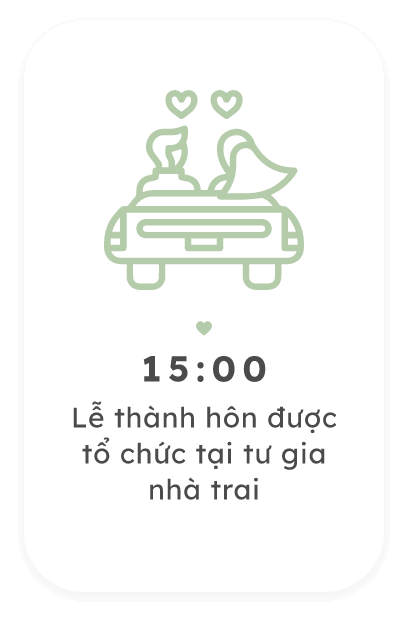 15:00
Lễ thành hôn được
tổ chức tại tư gia
nhà trai